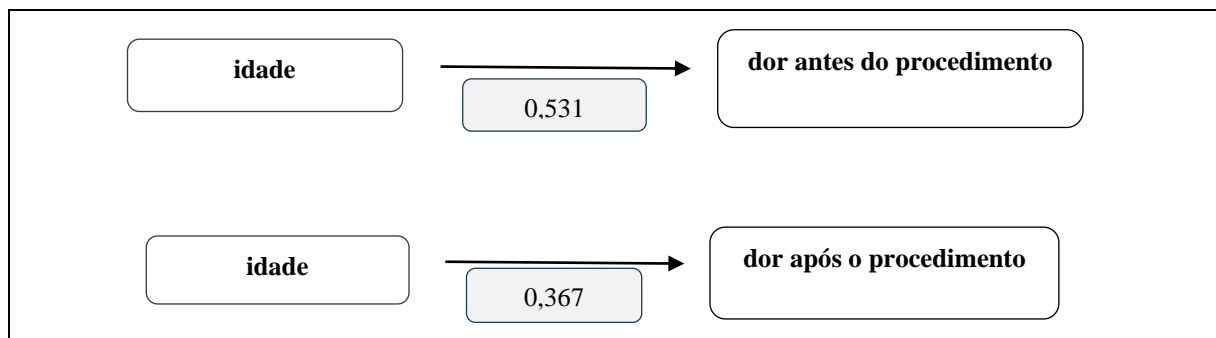 idade
dor antes do procedimento
0,531
idade
dor após o procedimento
0,367